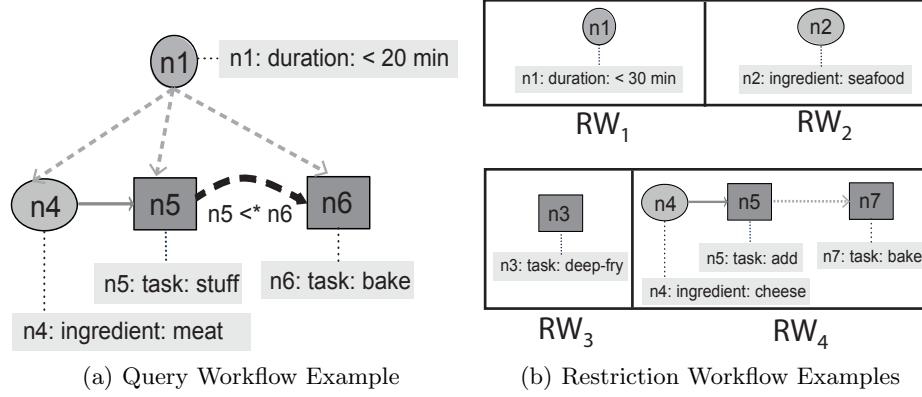 n1
n1: duration: < 20 min
n4
n5
n5 <* n6
n6
n5: task: stuff
n6: task: bake
n4: ingredient: meat
(a) Query Workflow Example
n1
n1: duration: < 30 min
RW1
n2
n2: ingredient: seafood
RW2
n3
n3: task: deep-fry
RW3
n4
n5
n7
n5: task: add
n7: task: bake
n4: ingredient: cheese
RW4
(b) Restriction Workflow Examples